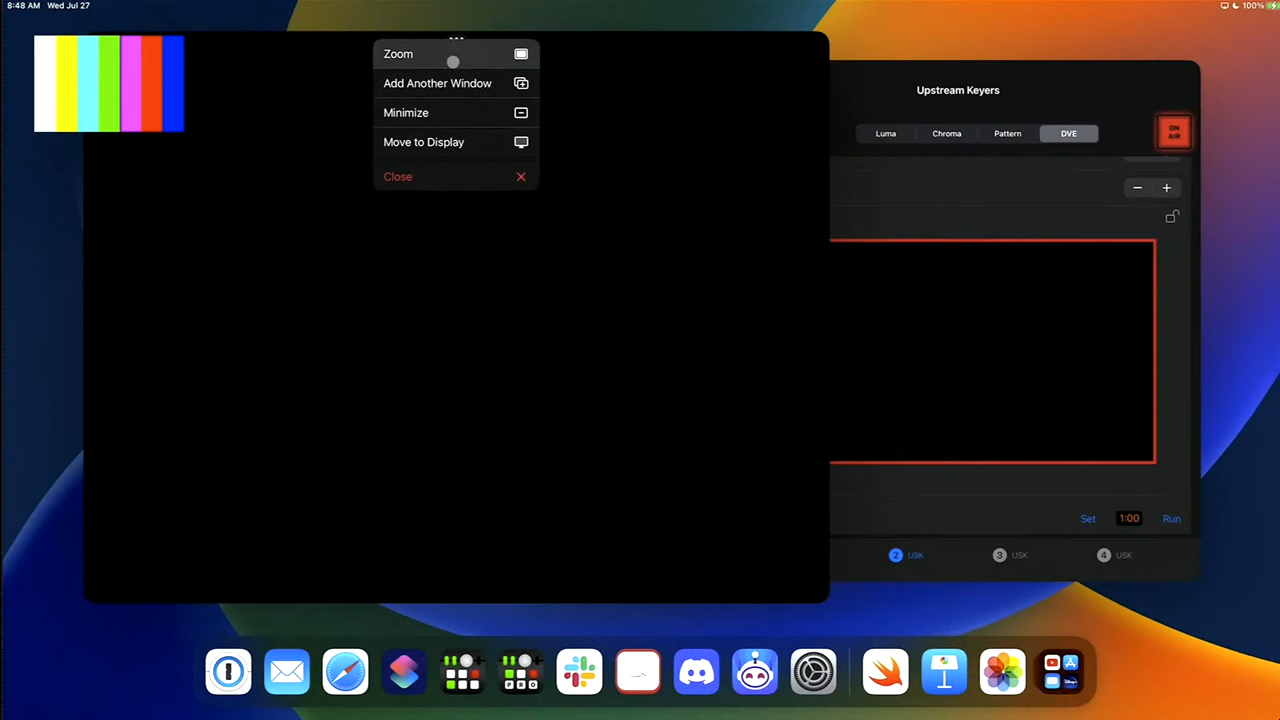 8:48 AM Wed Jul 27
100%
Zoom
Add Another Window
Minimize
Move to Display
Close
Upstream Keyers
Luma
Chroma
Pattern
DVE
ON
AIR
Set
1:00
Run
2 USK
3 USK
4 USK
PRO